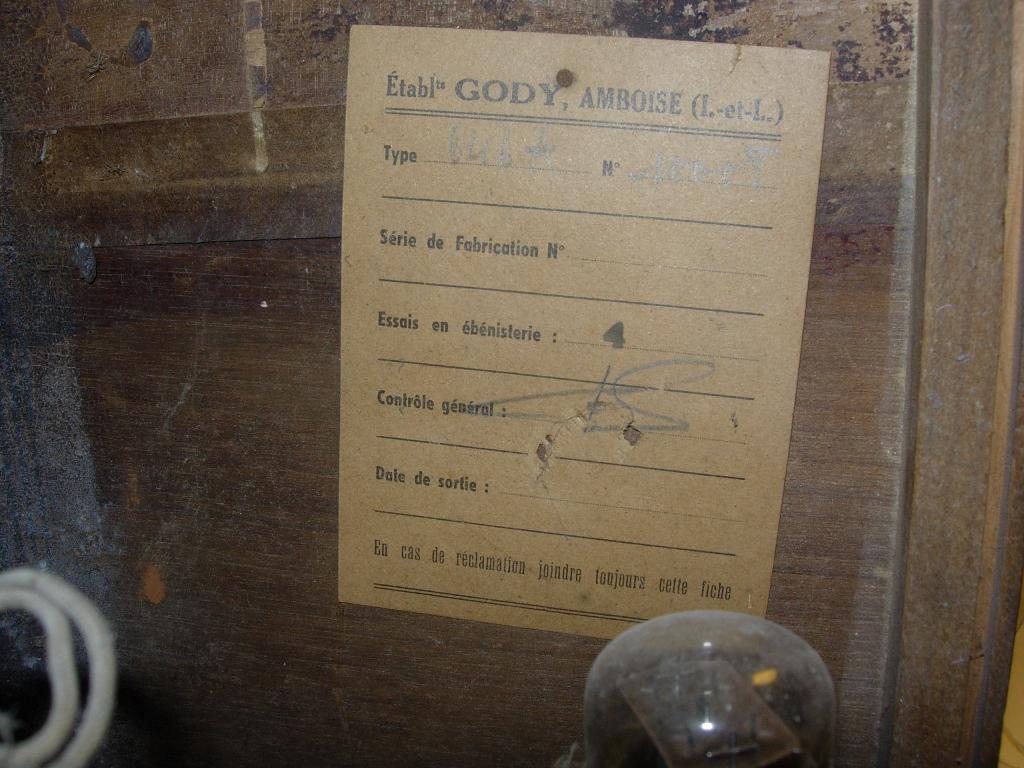 Établts GODY, AMBOISE (I.-et-L.)
Type N°
Série de Fabrication N°
Essais en ébénisterie : 4
Contrôle général :
Date de sortie :
En cas de réclamation joindre toujours cette fiche